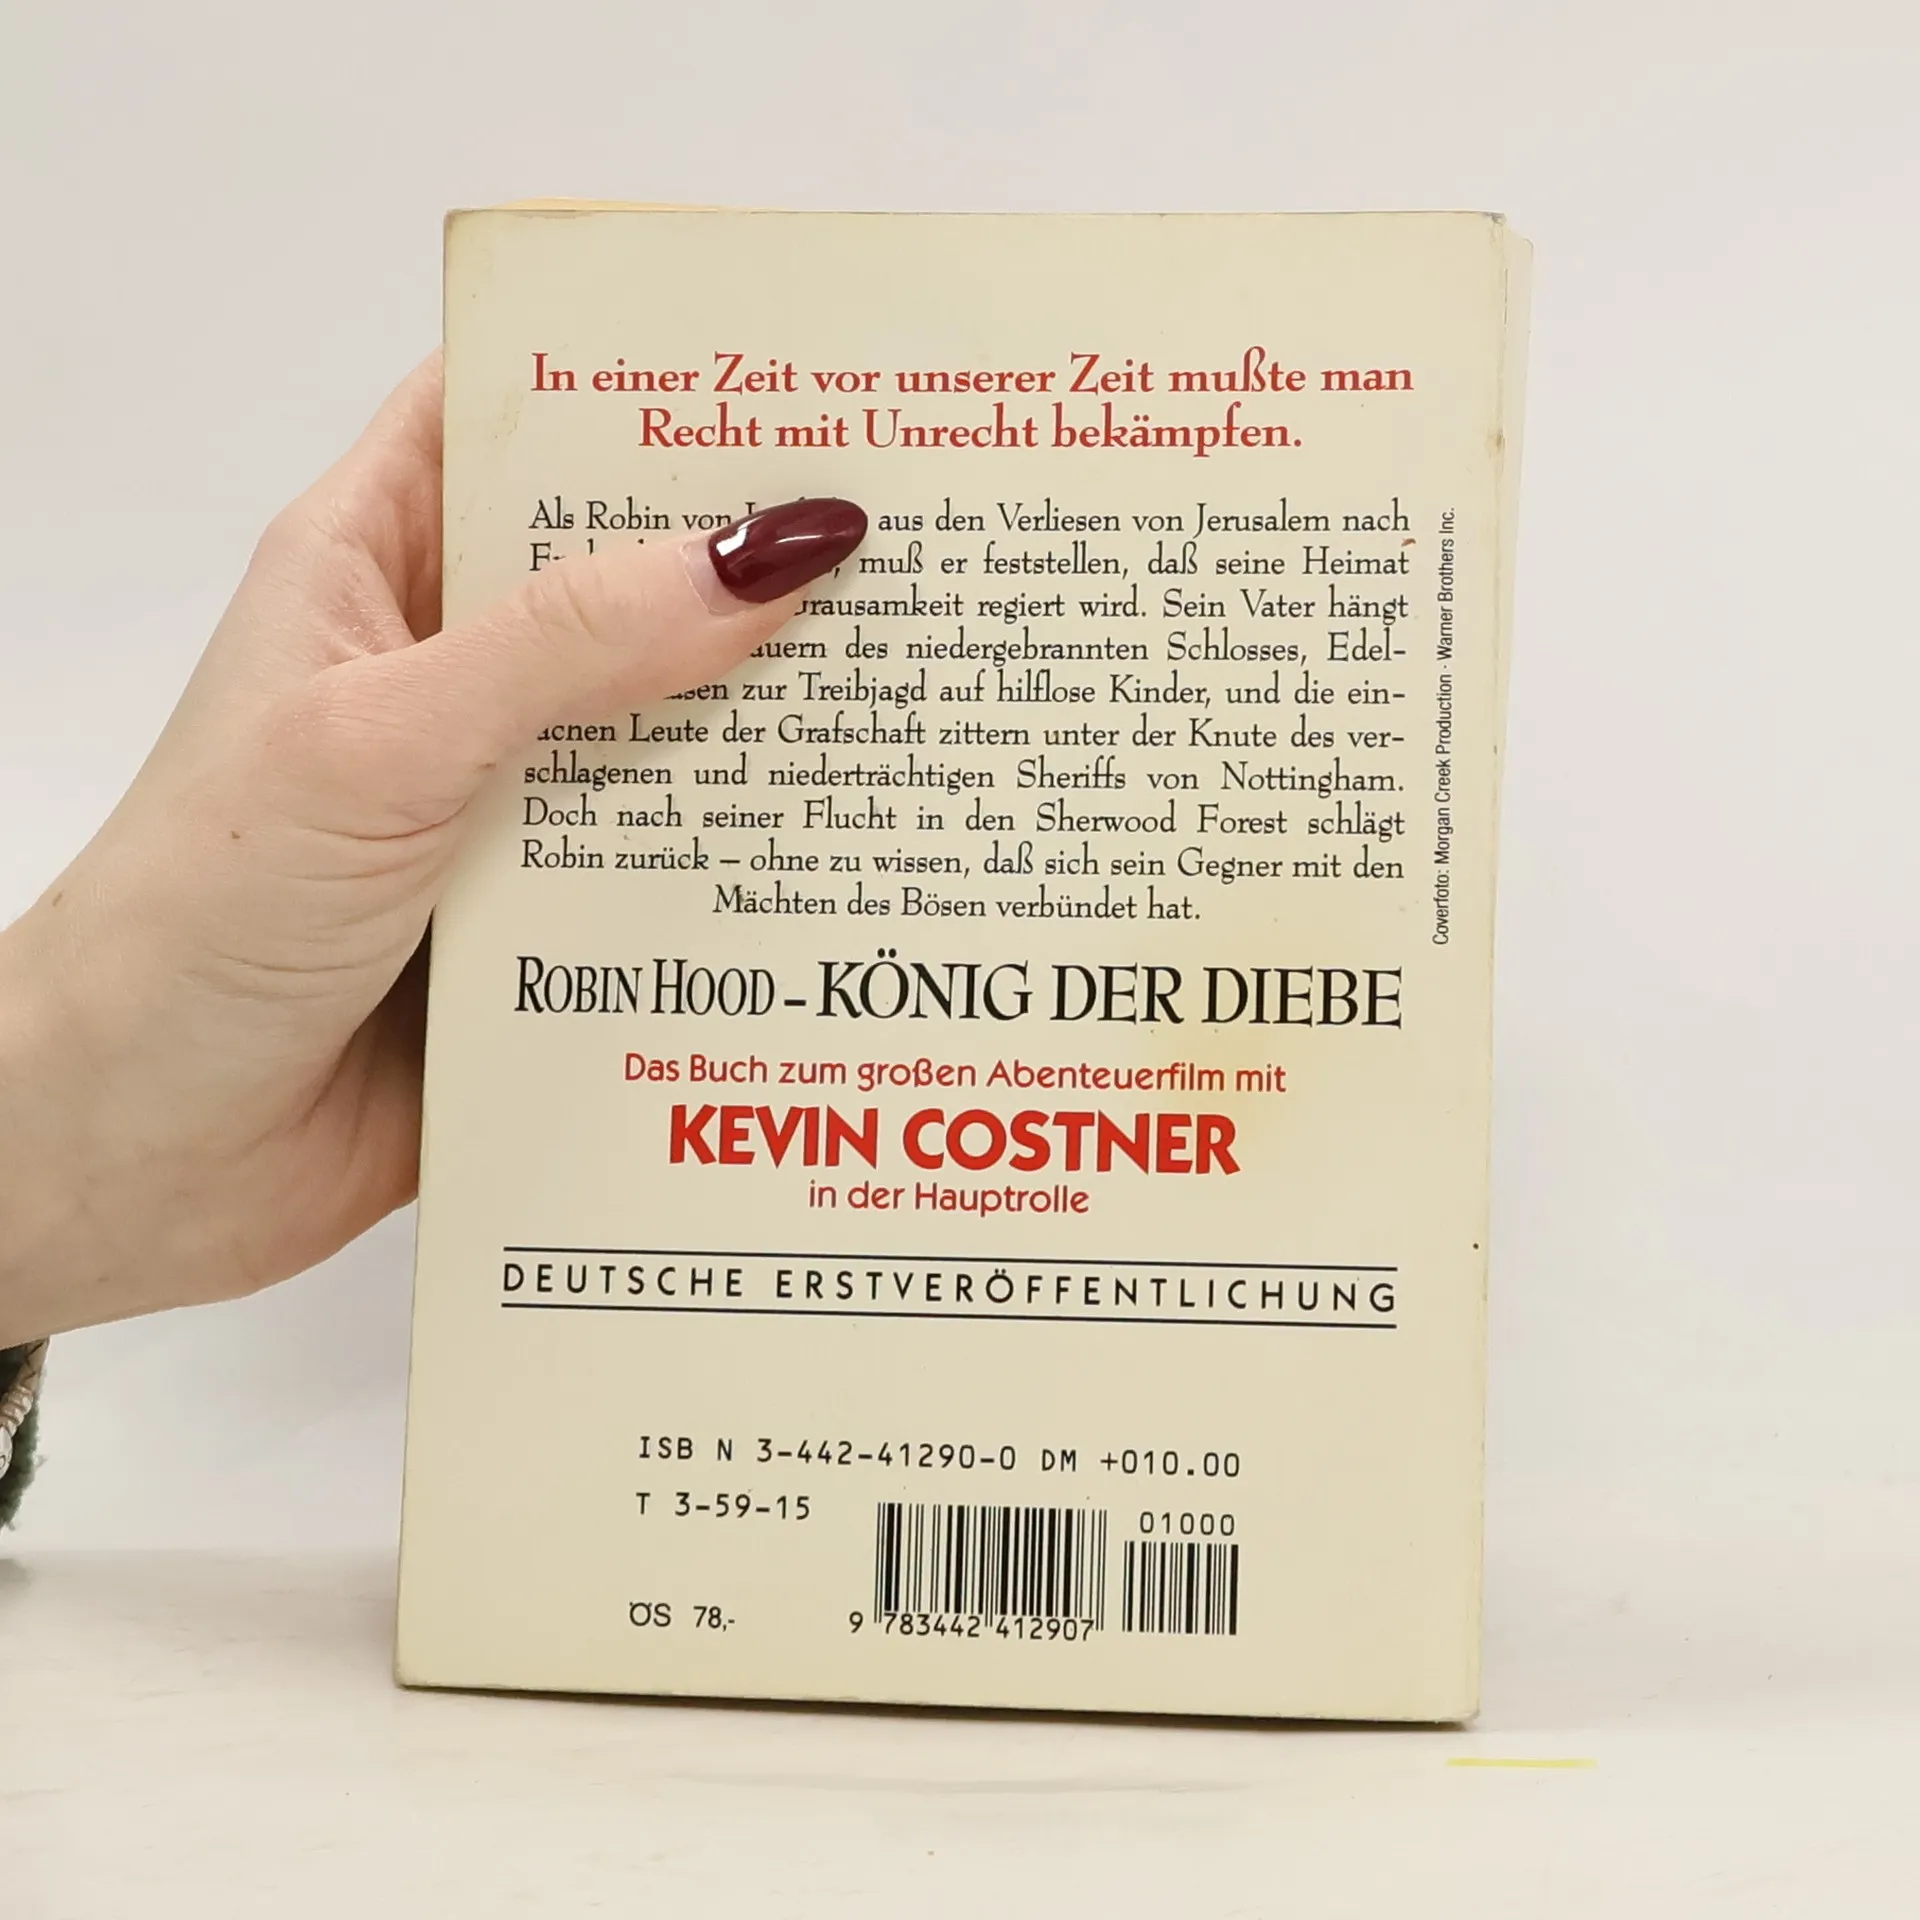 In einer Zeit vor unserer Zeit mußte man
Recht mit Unrecht bekämpfen.
Als Robin von aus den Verliesen von Jerusalem nach
muß er feststellen, daß seine Heimat
regiert wird. Sein Vater hängt
des niedergebrannten Schlosses, Edel-
zur Treibjagd auf hilflose Kinder, und die ein-
Leute der Grafschaft zittern unter der Knute des ver-
schlagenen und niederträchtigen Sheriffs von Nottingham.
Doch nach seiner Flucht in den Sherwood Forest schlägt
Robin zurück – ohne zu wissen, daß sich sein Gegner mit den
Mächten des Bösen verbündet hat.
Coverfoto: Morgan Creek Production · Warner Brothers Inc.
ROBIN HOOD – KÖNIG DER DIEBE
Das Buch zum großen Abenteuerfilm mit
KEVIN COSTNER
in der Hauptrolle
DEUTSCHE ERSTVERÖFFENTLICHUNG
ISB N 3-442-41290-0 DM +010.00
T 3-59-15
01000
ÖS 78,-
9 783442 412907